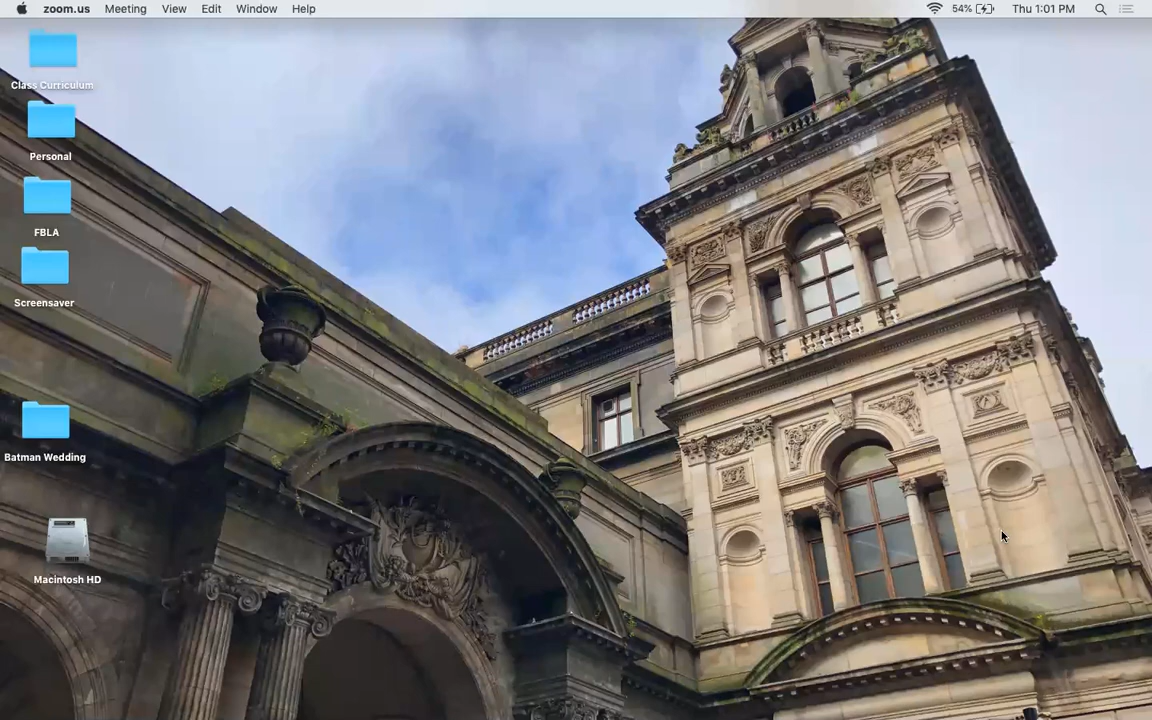 zoom.us Meeting View Edit Window Help 54% Thu 1:01 PM
Class Curriculum
Personal
FBLA
Screensaver
Batman Wedding
Macintosh HD